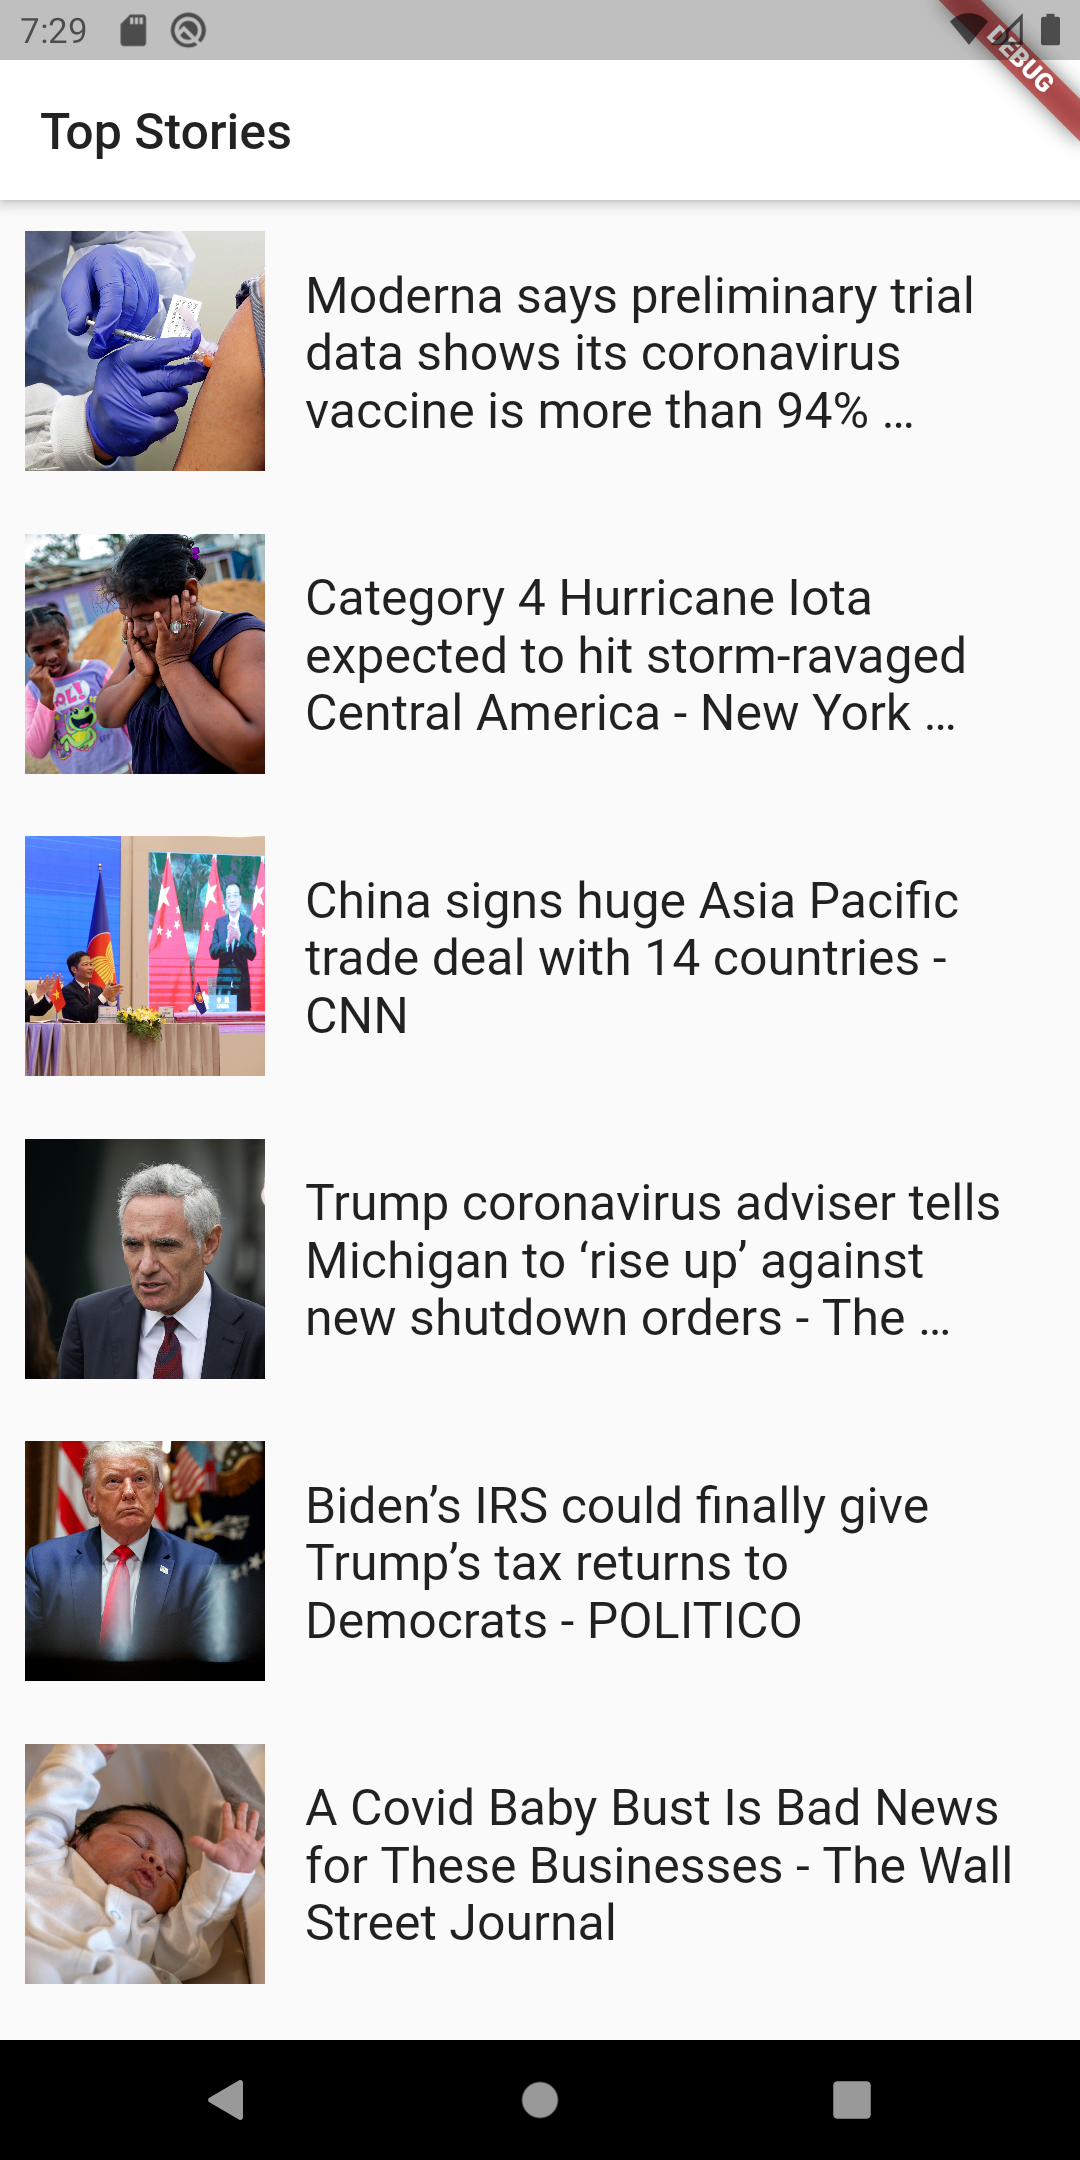 7:29
DEBUG
Top Stories
Moderna says preliminary trial
data shows its coronavirus
vaccine is more than 94% ...
Category 4 Hurricane Iota
expected to hit storm-ravaged
Central America - New York ...
China signs huge Asia Pacific
trade deal with 14 countries -
CNN
Trump coronavirus adviser tells
Michigan to ‘rise up’ against
new shutdown orders - The ...
Biden’s IRS could finally give
Trump’s tax returns to
Democrats - POLITICO
A Covid Baby Bust Is Bad News
for These Businesses - The Wall
Street Journal